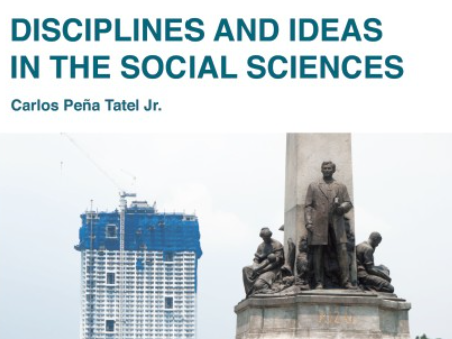 DISCIPLINES AND IDEAS
IN THE SOCIAL SCIENCES
Carlos Peña Tatel Jr.